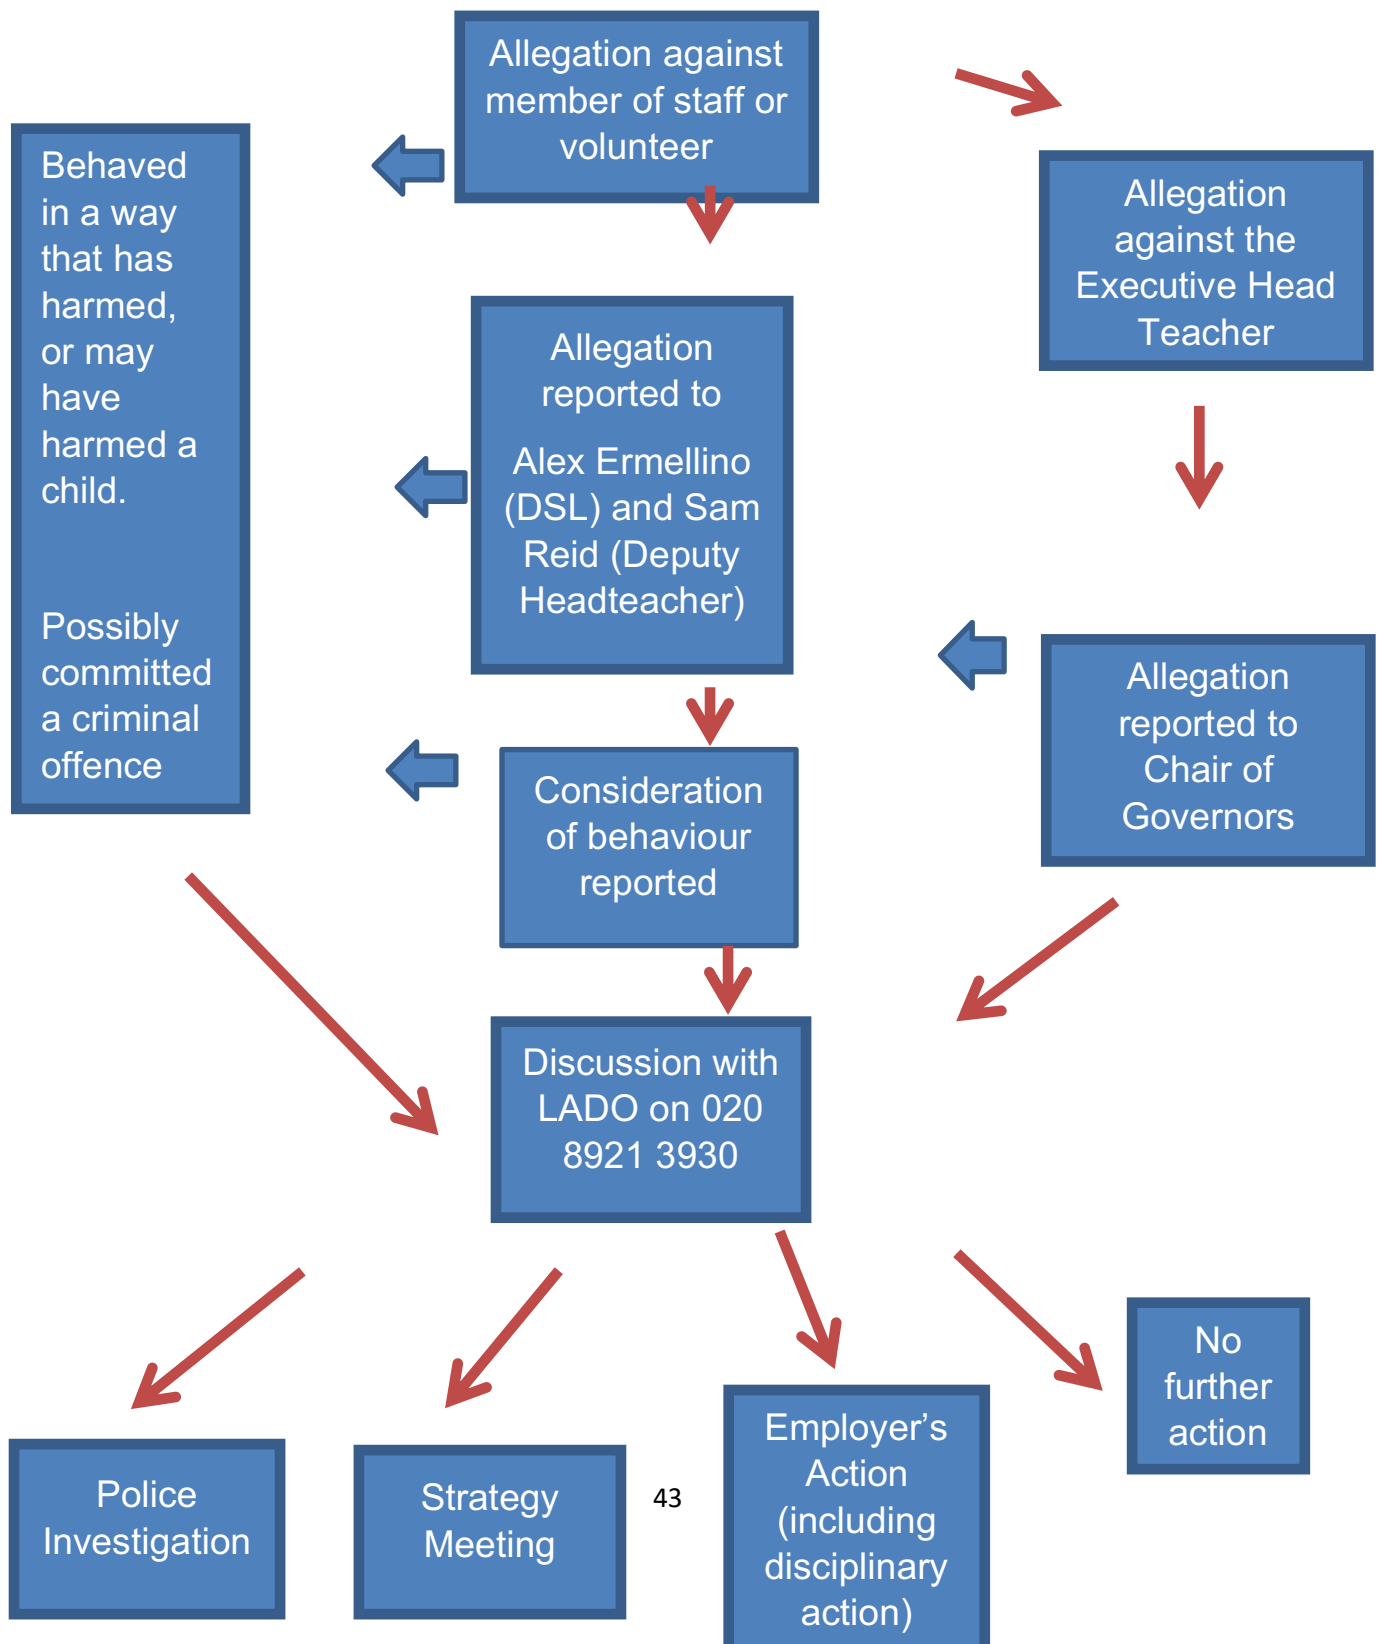 Allegation against
member of staff or
volunteer
Behaved
in a way
that has
harmed,
or may
have
harmed a
child.
Possibly
committed
a criminal
offence
Allegation
against the
Executive Head
Teacher
Allegation
reported to
Alex Ermellino
(DSL) and Sam
Reid (Deputy
Headteacher)
Allegation
reported to
Chair of
Governors
Consideration
of behaviour
reported
Discussion with
LADO on 020
8921 3930
Police
Investigation
Strategy
Meeting
43
Employer’s
Action
(including
disciplinary
action)
No
further
action